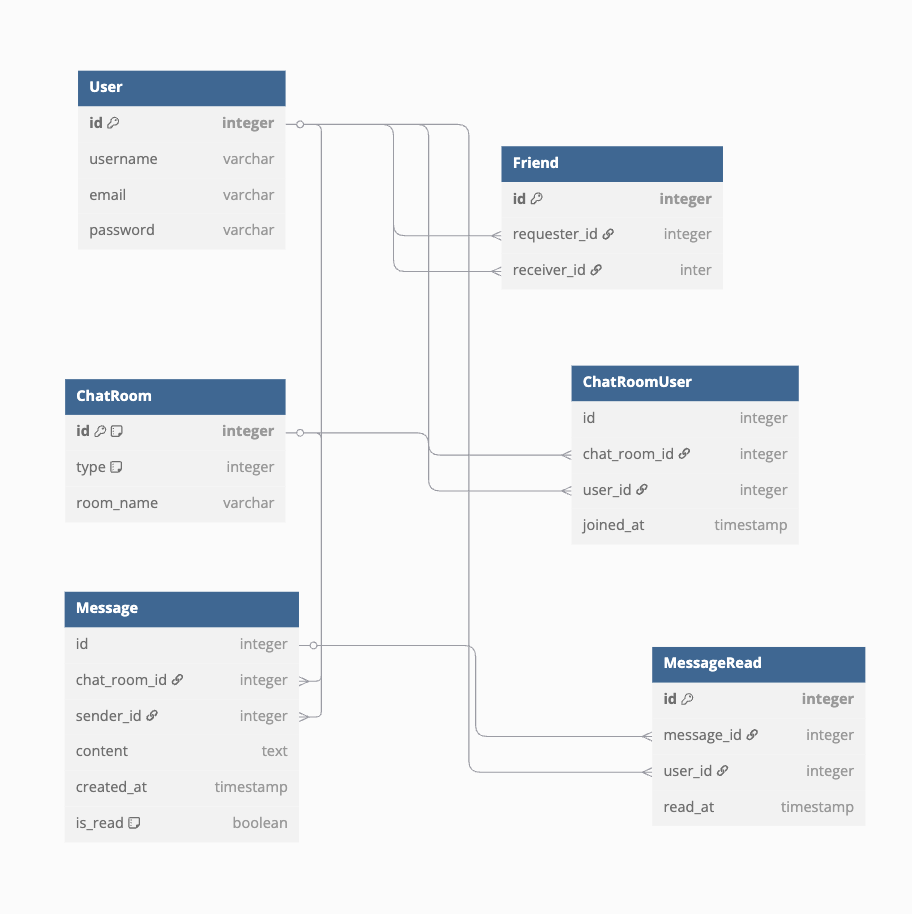 User
id integer
username varchar
email varchar
password varchar
Friend
id integer
requester_id integer
receiver_id inter
ChatRoom
id integer
type integer
room_name varchar
ChatRoomUser
id integer
chat_room_id integer
user_id integer
joined_at timestamp
Message
id integer
chat_room_id integer
sender_id integer
content text
created_at timestamp
is_read boolean
MessageRead
id integer
message_id integer
user_id integer
read_at timestamp